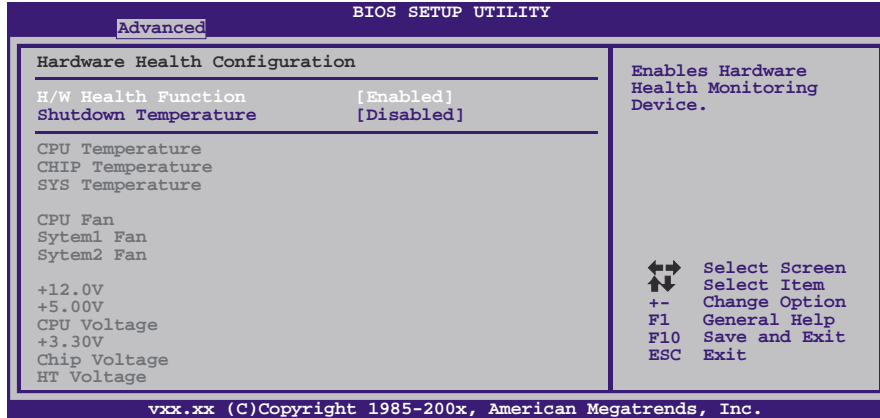 BIOS SETUP UTILITY
Advanced
Hardware Health Configuration
H/W Health Function [Enabled]
Shutdown Temperature [Disabled]
CPU Temperature
CHIP Temperature
SYS Temperature
CPU Fan
Sytem1 Fan
Sytem2 Fan
+12.0V
+5.00V
CPU Voltage
+3.30V
Chip Voltage
HT Voltage
Enables Hardware
Health Monitoring
Device.
Select Screen
Select Item
+- Change Option
F1 General Help
F10 Save and Exit
ESC Exit
vxx.xx (C)Copyright 1985-200x, American Megatrends, Inc.